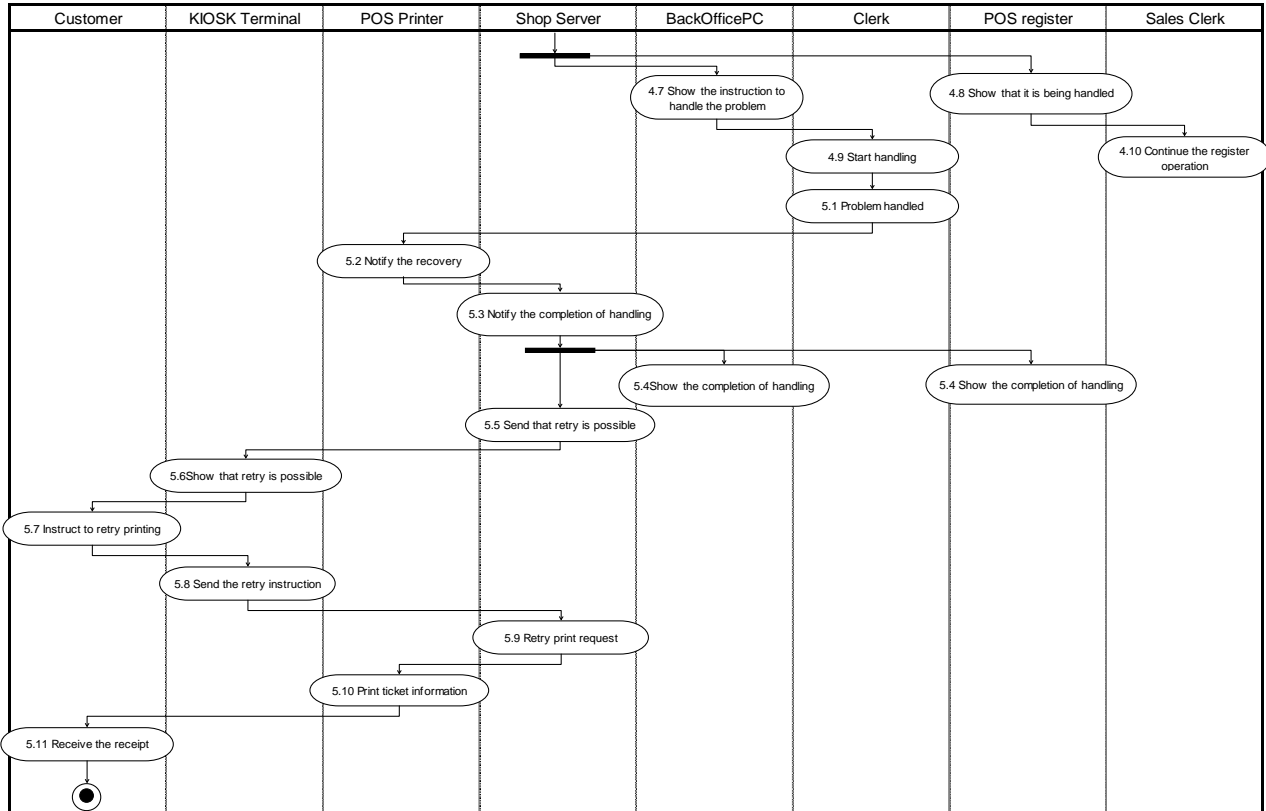 Customer
KIOSK Terminal
POS Printer
Shop Server
BackOfficePC
Clerk
POS register
Sales Clerk
4.7 Show the instruction to
handle the problem
4.8 Show that it is being handled
4.9 Start handling
4.10 Continue the register
operation
5.1 Problem handled
5.2 Notify the recovery
5.3 Notify the completion of handling
5.4Show the completion of handling
5.4 Show the completion of handling
5.5 Send that retry is possible
5.6Show that retry is possible
5.7 Instruct to retry printing
5.8 Send the retry instruction
5.9 Retry print request
5.10 Print ticket information
5.11 Receive the receipt